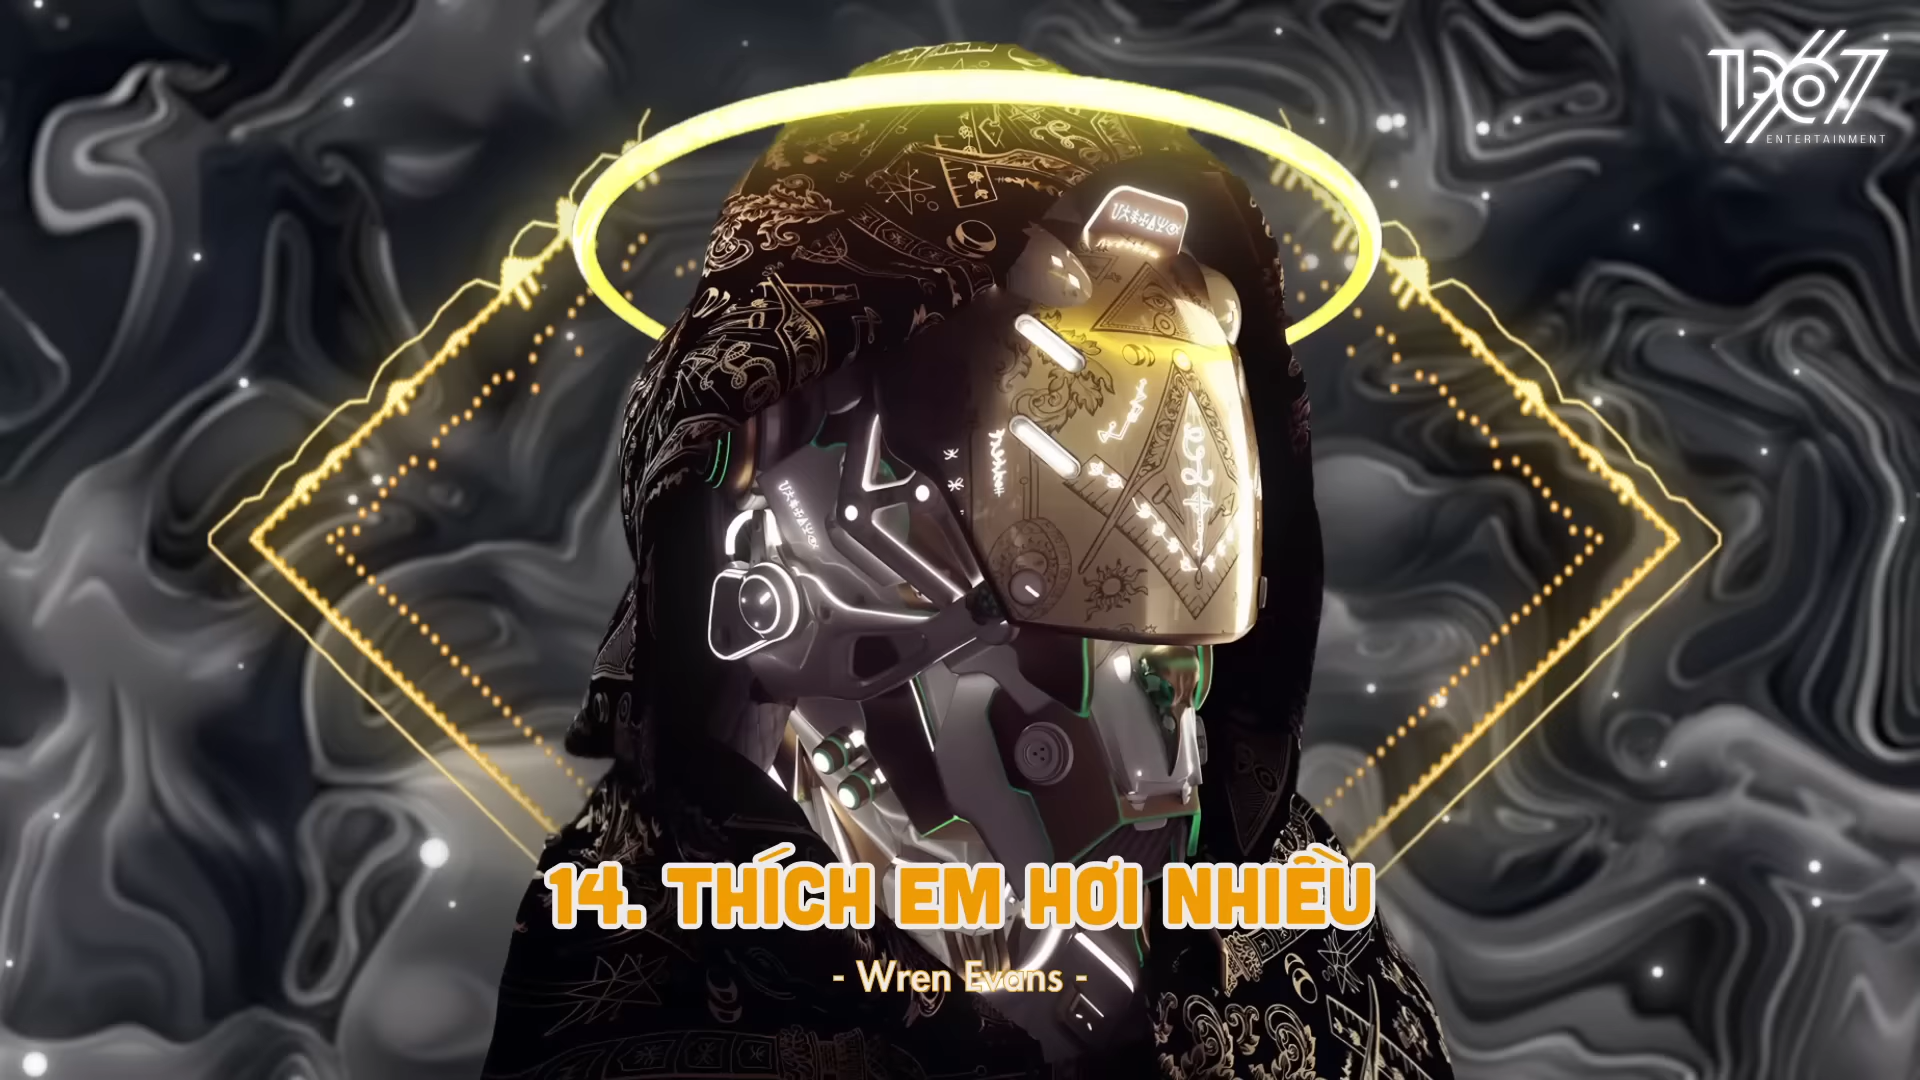 1967
ENTERTAINMENT
14. THÍCH EM HƠI NHIỀU
- Wren Evans -